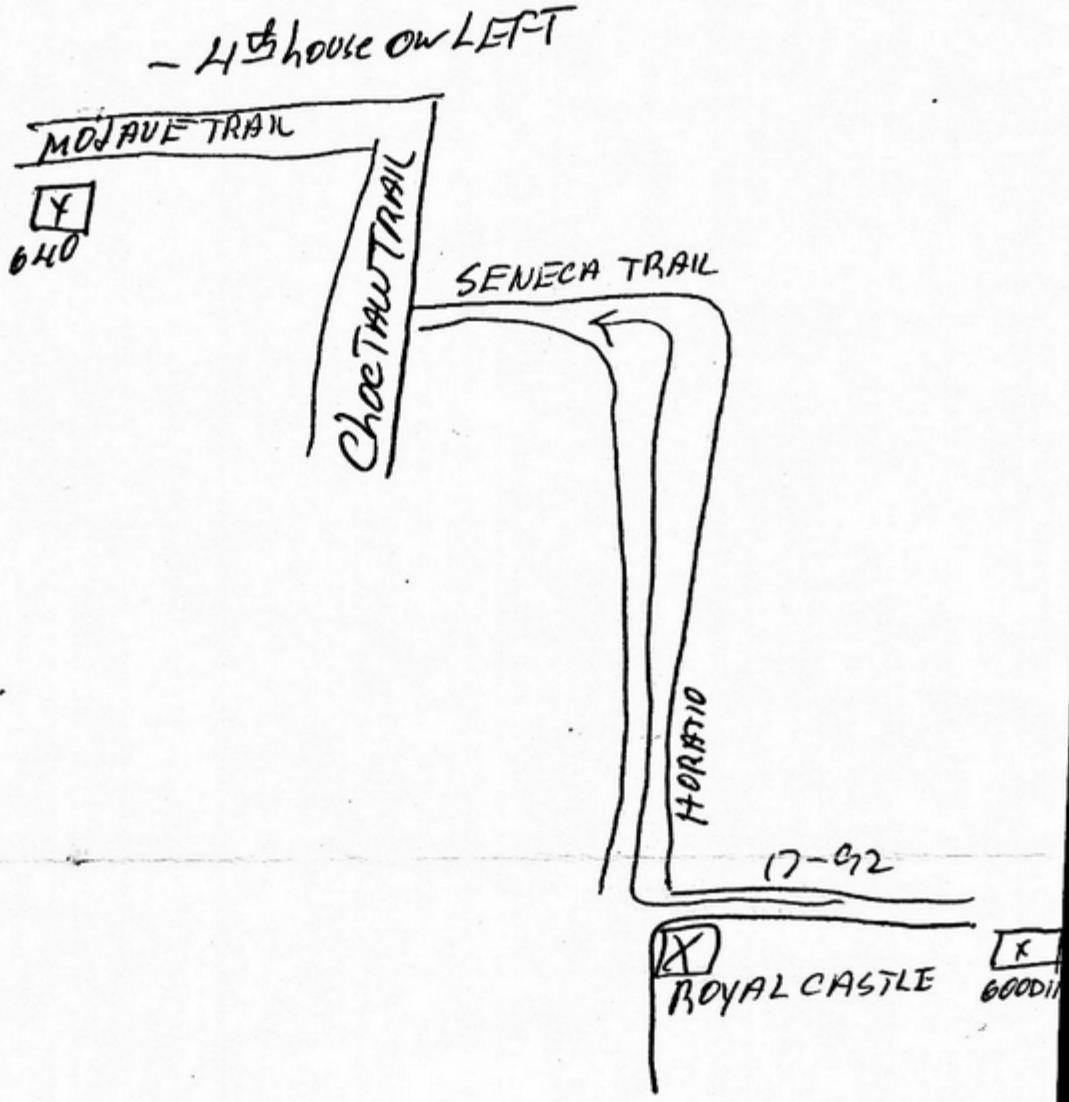 - 4th house on LEFT
MOJAVE TRAIL
X
640
CHOCTAW TRAIL
SENECA TRAIL
HORATIO
17-92
X
ROYAL CASTLE
X